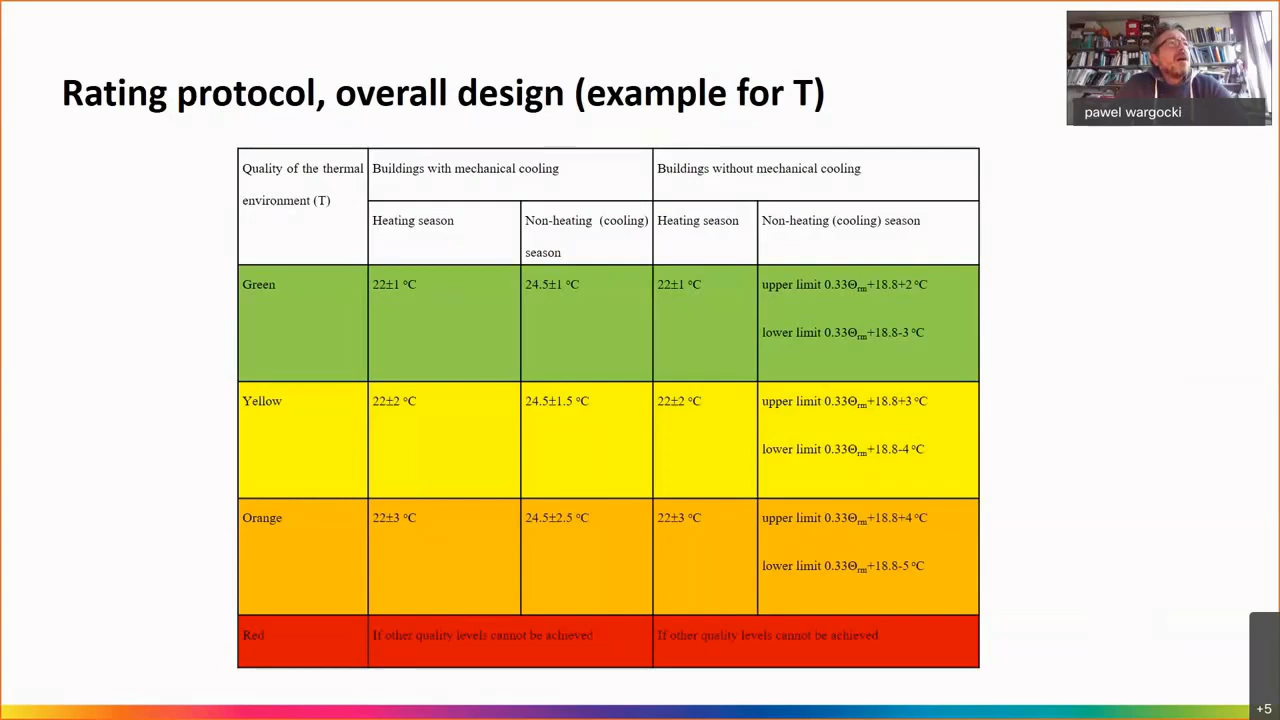 Rating protocol, overall design (example for T)
pawel wargocki
Quality of the thermal
environment (T)
Buildings with mechanical cooling
Buildings without mechanical cooling
Heating season
Non-heating (cooling)
season
Heating season
Non-heating (cooling) season
Green
22±1 °C
24.5±1 °C
22±1 °C
upper limit 0.33Θrm+18.8+2 °C
lower limit 0.33Θrm+18.8-3 °C
Yellow
22±2 °C
24.5±1.5 °C
22±2 °C
upper limit 0.33Θrm+18.8+3 °C
lower limit 0.33Θrm+18.8-4 °C
Orange
22±3 °C
24.5±2.5 °C
22±3 °C
upper limit 0.33Θrm+18.8+4 °C
lower limit 0.33Θrm+18.8-5 °C
Red
If other quality levels cannot be achieved
If other quality levels cannot be achieved
+5